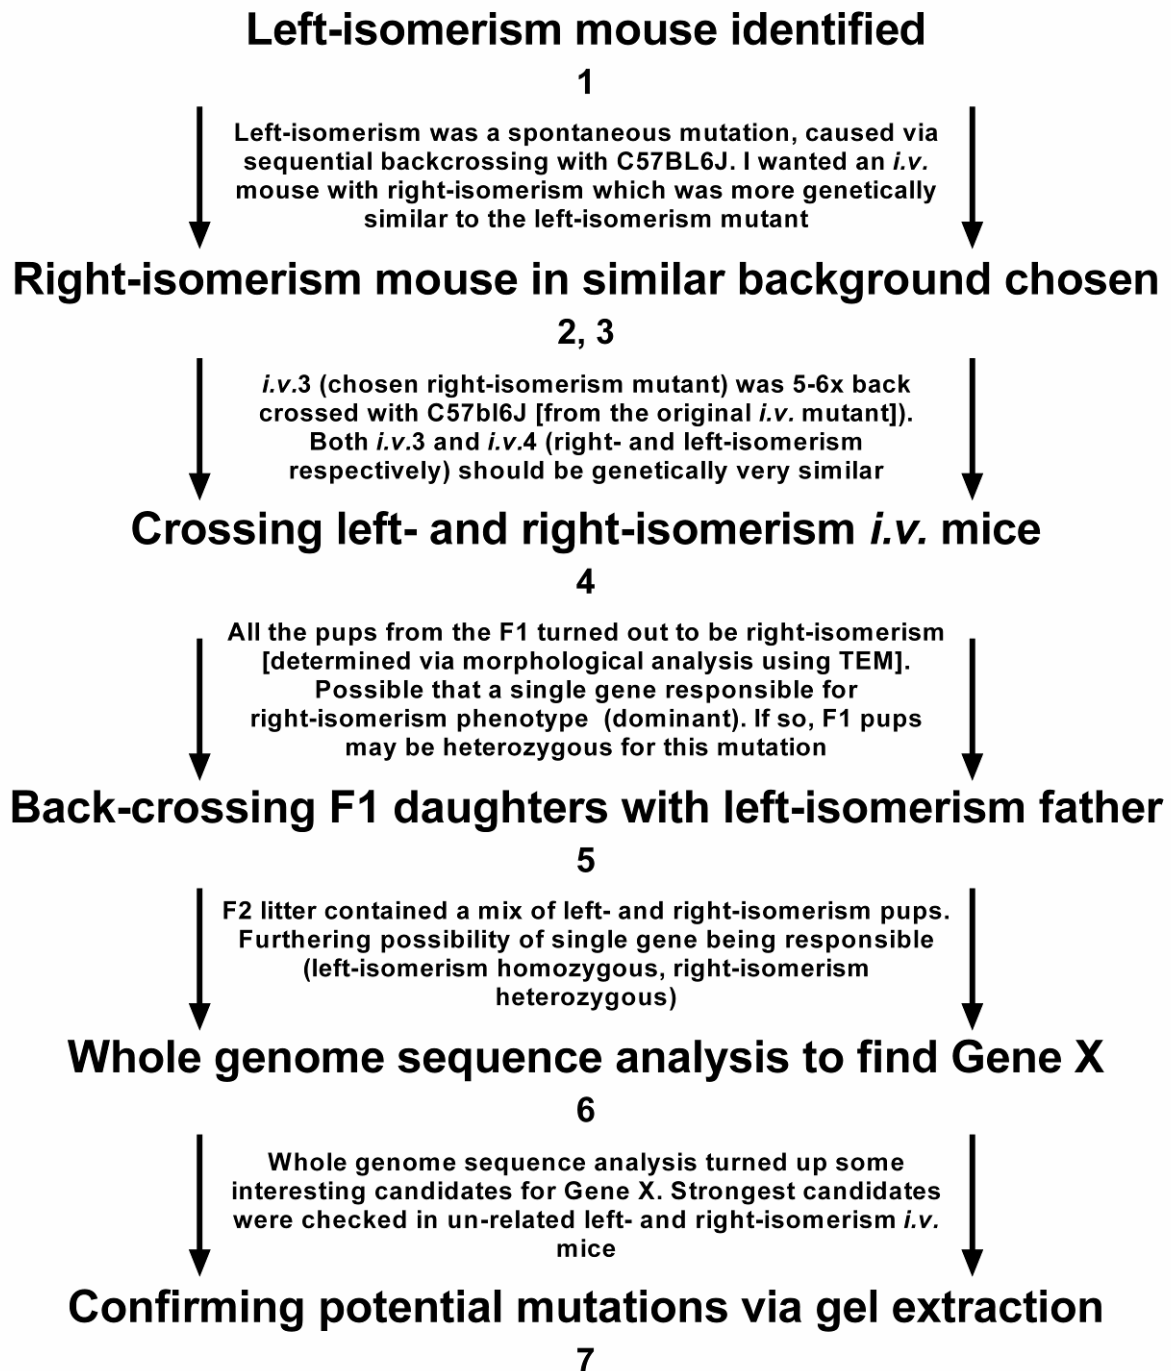 Left-isomerism mouse identified
1
Left-isomerism was a spontaneous mutation, caused via
sequential backcrossing with C57BL6J. I wanted an i.v.
mouse with right-isomerism which was more genetically
similar to the left-isomerism mutant
Right-isomerism mouse in similar background chosen
2, 3
i.v.3 (chosen right-isomerism mutant) was 5-6x back
crossed with C57bl6J [from the original i.v. mutant]).
Both i.v.3 and i.v.4 (right- and left-isomerism
respectively) should be genetically very similar
Crossing left- and right-isomerism i.v. mice
4
All the pups from the F1 turned out to be right-isomerism
[determined via morphological analysis using TEM].
Possible that a single gene responsible for
right-isomerism phenotype (dominant). If so, F1 pups
may be heterozygous for this mutation
Back-crossing F1 daughters with left-isomerism father
5
F2 litter contained a mix of left- and right-isomerism pups.
Furthering possibility of single gene being responsible
(left-isomerism homozygous, right-isomerism
heterozygous)
Whole genome sequence analysis to find Gene X
6
Whole genome sequence analysis turned up some
interesting candidates for Gene X. Strongest candidates
were checked in un-related left- and right-isomerism i.v.
mice
Confirming potential mutations via gel extraction
7